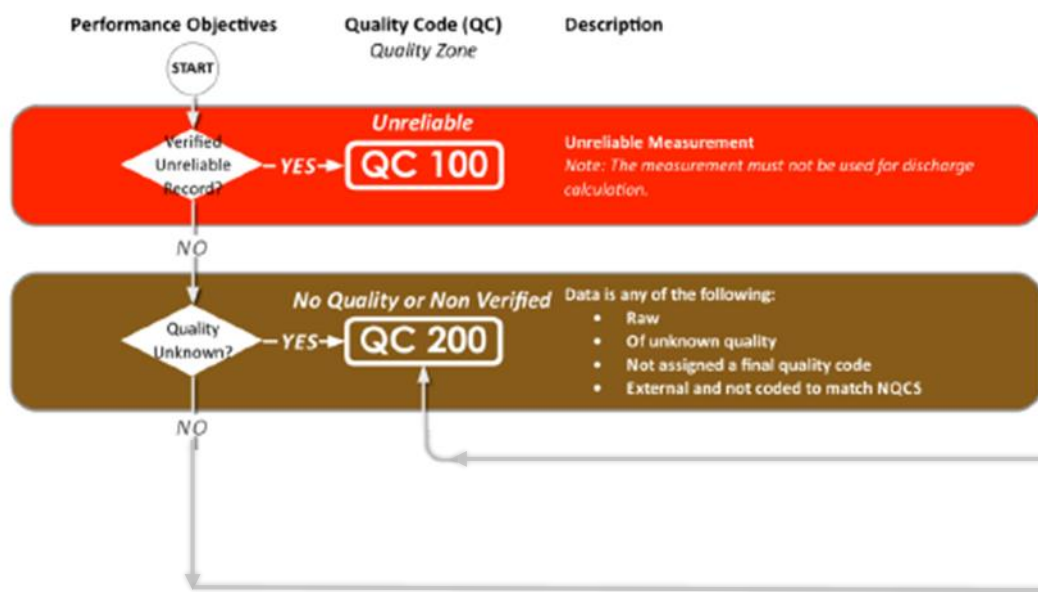 Performance Objectives
Quality Code (QC)
Quality Zone
Description
START
Verified
Unreliable
Record?
YES
Unreliable
QC 100
Unreliable Measurement
Note: The measurement must not be used for discharge
calculation.
NO
Quality
Unknown?
YES
No Quality or Non Verified
QC 200
Data is any of the following:
• Raw
• Of unknown quality
• Not assigned a final quality code
• External and not coded to match NQCS
NO